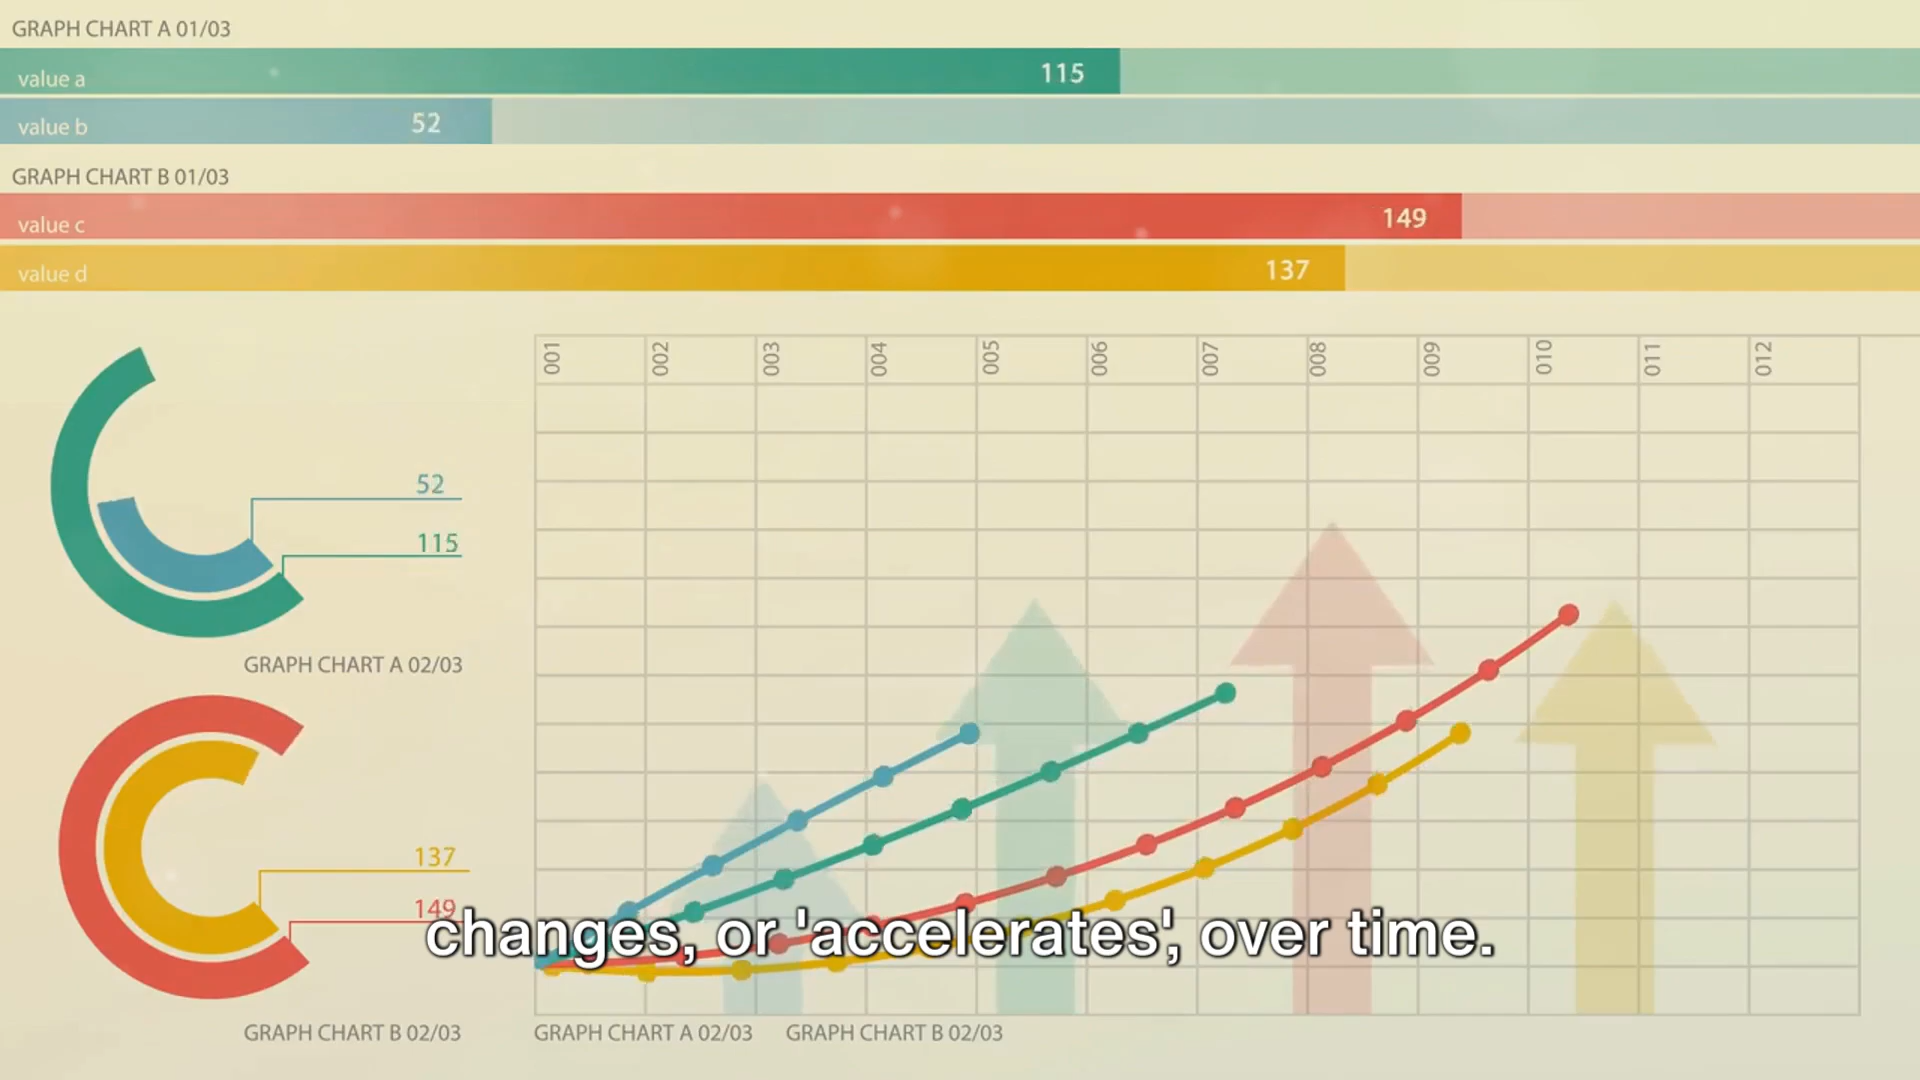 GRAPH CHART A 01/03
value a 115
value b 52
GRAPH CHART B 01/03
value c 149
value d 137
001 002 003 004 005 006 007 008 009 010 011 012
52
115
GRAPH CHART A 02/03
137
149
changes, or 'accelerates', over time.
GRAPH CHART B 02/03
GRAPH CHART A 02/03 GRAPH CHART B 02/03